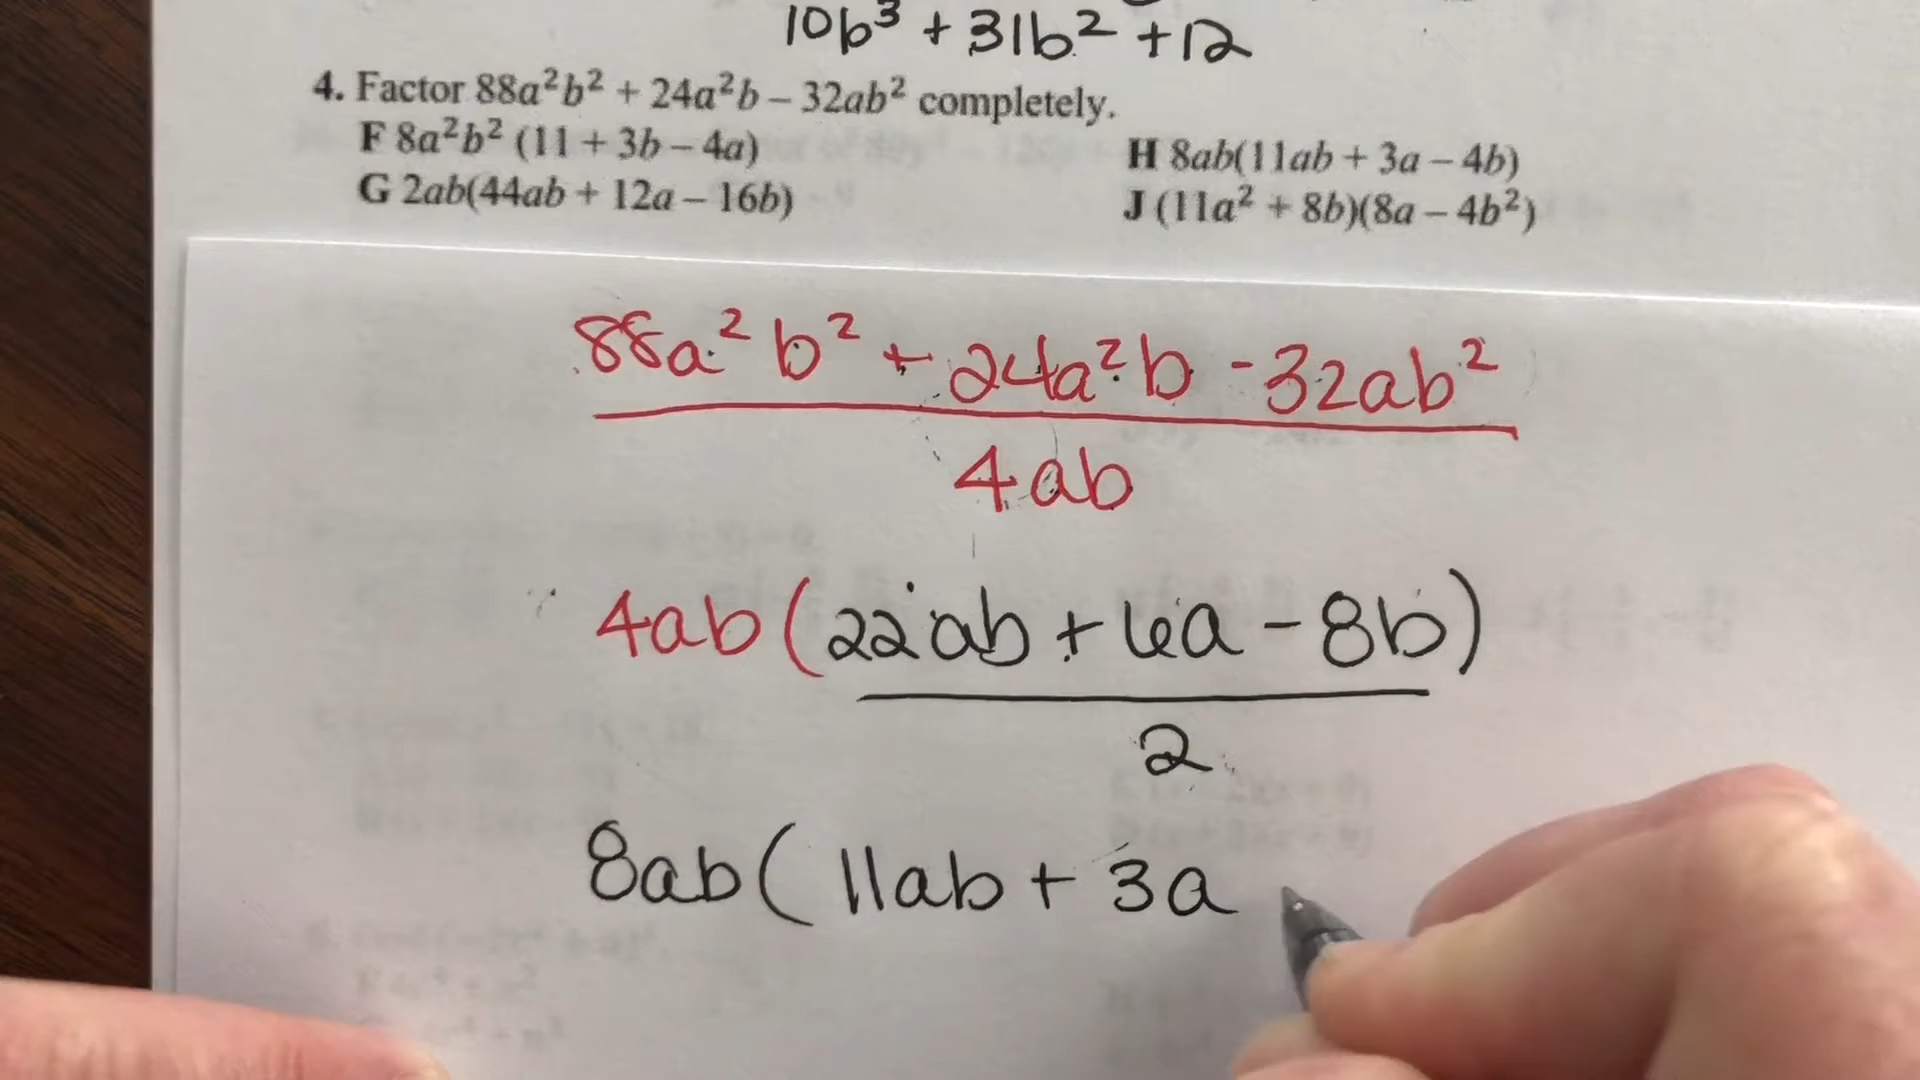 10b³ + 31b² + 12
4. Factor 88a²b² + 24a²b – 32ab² completely.
F 8a²b² (11 + 3b – 4a)
H 8ab(11ab + 3a – 4b)
G 2ab(44ab + 12a – 16b)
J (11a² + 8b)(8a – 4b²)
88a²b² + 24a²b - 32ab²
4ab
4ab(22ab + 6a - 8b)
2
8ab( 11ab + 3a